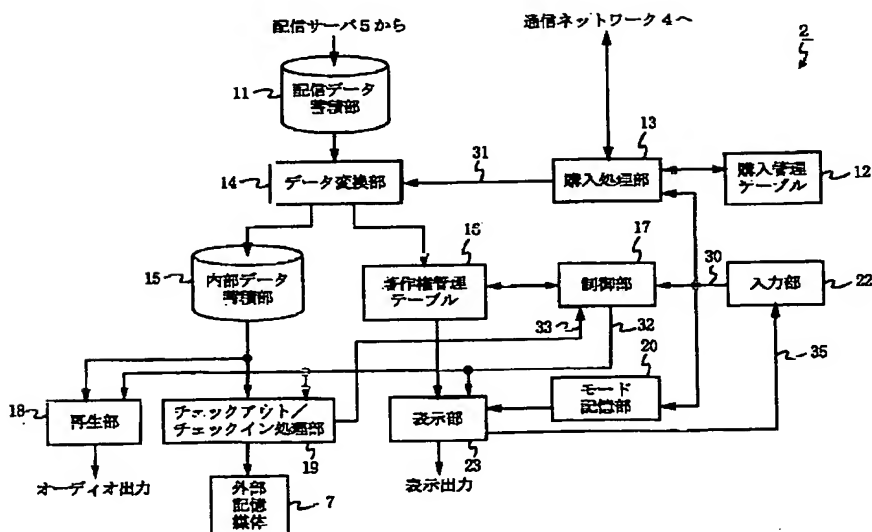 配信サーバ5から
通信ネットワーク4へ
2
11
配信データ
蓄積部
13
31
14
データ変換部
購入処理部
購入管理
テーブル
12
16
17
30
15
内部データ
蓄積部
著作権管理
テーブル
制御部
入力部
22
33
32
35
20
18
再生部
チェックアウト/
チェックイン処理部
表示部
モード
記憶部
19
23
オーディオ出力
表示出力
外部
記憶
媒体
7